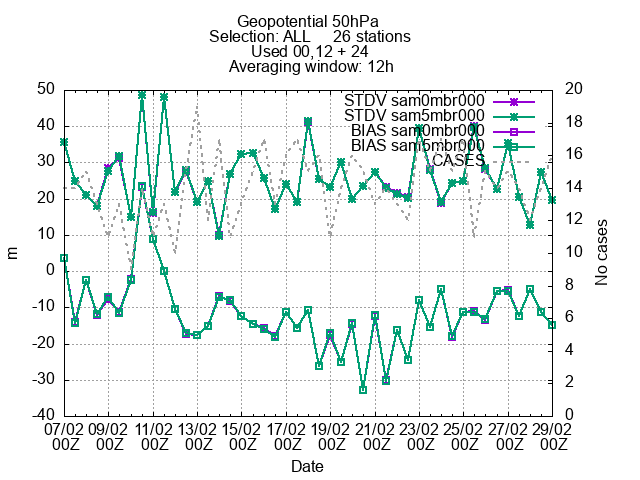 Geopotential 50hPa
Selection: ALL 26 stations
Used 00,12 + 24
Averaging window: 12h
STDV sam0mbr000
STDV sam5mbr000
BIAS sam0mbr000
BIAS sam5mbr000
CASES
50
40
30
20
10
0
-10
-20
-30
-40
m
20
18
16
14
12
10
8
6
4
2
0
No cases
07/02 09/02 11/02 13/02 15/02 17/02 19/02 21/02 23/02 25/02 27/02 29/02
00Z 00Z 00Z 00Z 00Z 00Z 00Z 00Z 00Z 00Z 00Z 00Z
Date